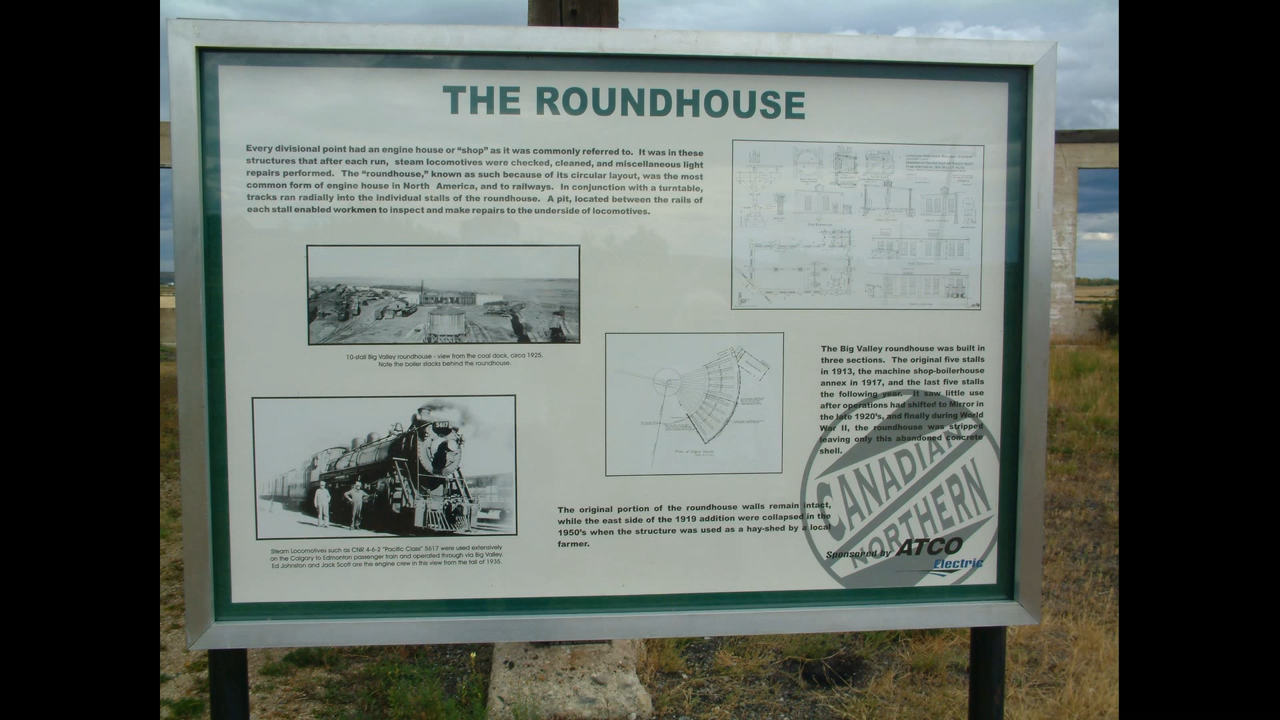 THE ROUNDHOUSE
Every divisional point had an engine house or “shop” as it was commonly referred to. It was in these
structures that after each run, steam locomotives were checked, cleaned, and miscellaneous light
repairs performed. The “roundhouse,” known as such because of its circular layout, was the most
common form of engine house in North America, and to railways. In conjunction with a turntable,
tracks ran radially into the individual stalls of the roundhouse. A pit, located between the rails of
each stall enabled workmen to inspect and make repairs to the underside of locomotives.
10-stall Big Valley roundhouse - view from the coal dock, circa 1925.
Note the boiler stacks behind the roundhouse.
The Big Valley roundhouse was built in
three sections. The original five stalls
in 1913, the machine shop-boilerhouse
annex in 1917, and the last five stalls
the following year. It saw little use
after operations had shifted to Mirror in
the late 1920's, and finally during World
War II, the roundhouse was stripped
leaving only this abandoned concrete
shell.
5617
Steam Locomotives such as CNR 4-6-2 "Pacific Class" 5617 were used extensively
on the Calgary to Edmonton passenger train and operated through via Big Valley.
Ed Johnston and Jack Scott are the engine crew in this view from the fall of 1935.
The original portion of the roundhouse walls remain intact,
while the east side of the 1919 addition were collapsed in the
1950's when the structure was used as a hay-shed by a local
farmer.
CANADIAN
NORTHERN
Sponsored by ATCO
Electric